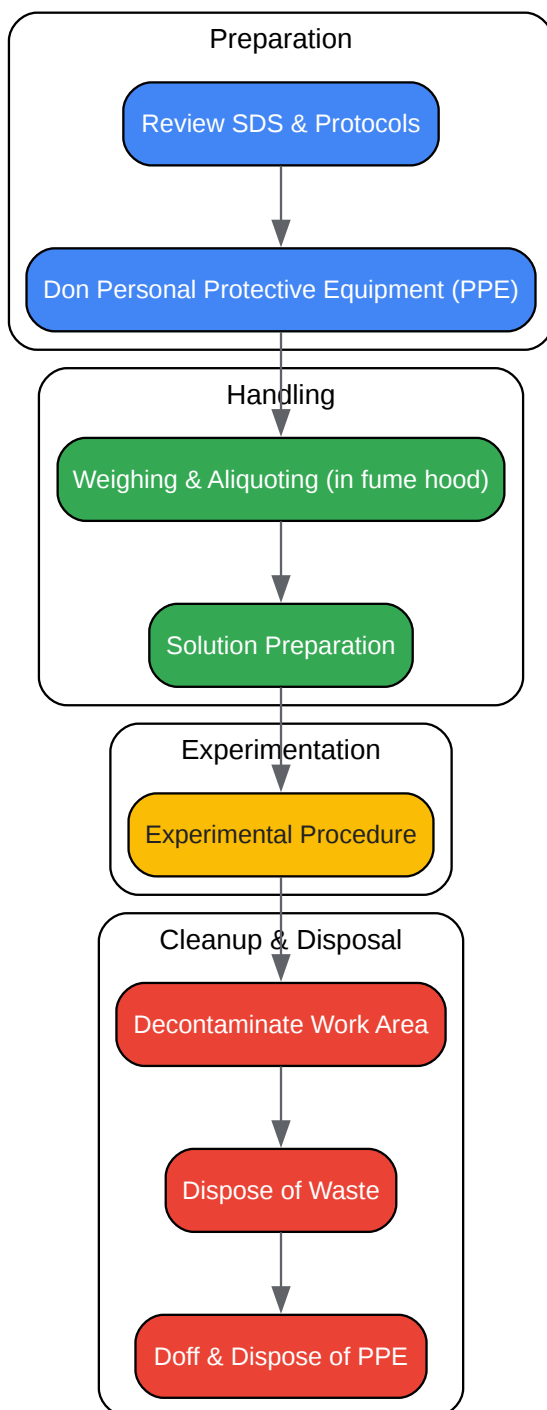 Preparation
Review SDS & Protocols
Don Personal Protective Equipment (PPE)
Handling
Weighing & Aliquoting (in fume hood)
Solution Preparation
Experimentation
Experimental Procedure
Cleanup & Disposal
Decontaminate Work Area
Dispose of Waste
Doff & Dispose of PPE